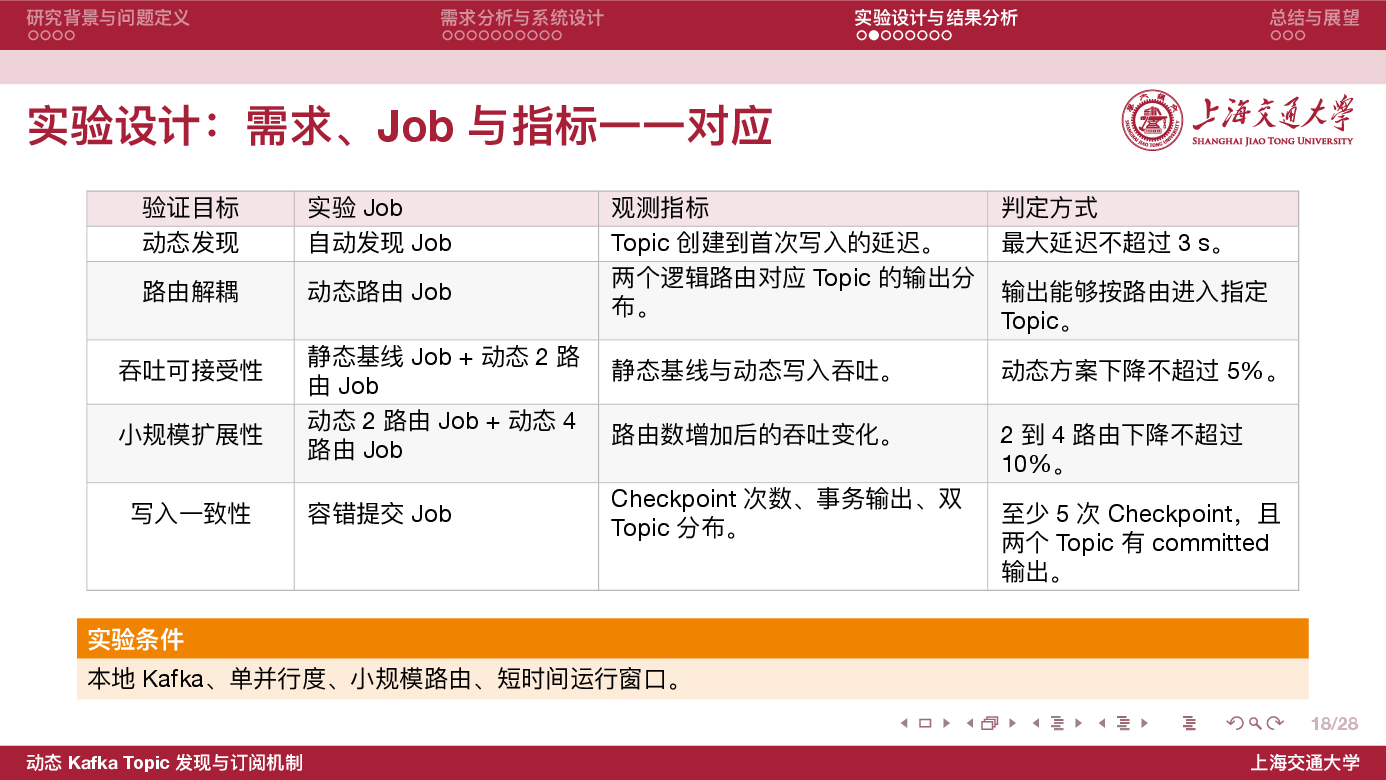 研究背景与问题定义
需求分析与系统设计
实验设计与结果分析
总结与展望
实验设计：需求、Job 与指标一一对应
上海交通大学
SHANGHAI JIAO TONG UNIVERSITY
验证目标
实验 Job
观测指标
判定方式
动态发现
自动发现 Job
Topic 创建到首次写入的延迟。
最大延迟不超过 3 s。
路由解耦
动态路由 Job
两个逻辑路由对应 Topic 的输出分
布。
输出能够按路由进入指定
Topic。
吞吐可接受性
静态基线 Job + 动态 2 路
由 Job
静态基线与动态写入吞吐。
动态方案下降不超过 5%。
小规模扩展性
动态 2 路由 Job + 动态 4
路由 Job
路由数增加后的吞吐变化。
2 到 4 路由下降不超过
10%。
写入一致性
容错提交 Job
Checkpoint 次数、事务输出、双
Topic 分布。
至少 5 次 Checkpoint，且
两个 Topic 有 committed
输出。
实验条件
本地 Kafka、单并行度、小规模路由、短时间运行窗口。
18/28
动态 Kafka Topic 发现与订阅机制
上海交通大学